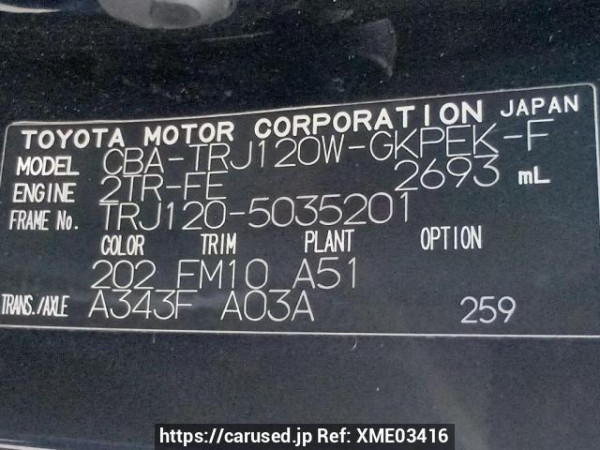 TOYOTA MOTOR CORPORATION JAPAN
MODEL CBA-TRJ120W-GKPEK-F
ENGINE 2TR-FE 2693 mL
FRAME No. TRJ120-5035201
COLOR TRIM PLANT OPTION
202 FM10 A51
TRANS./AXLE A343F A03A 259
https://carused.jp Ref: XME03416